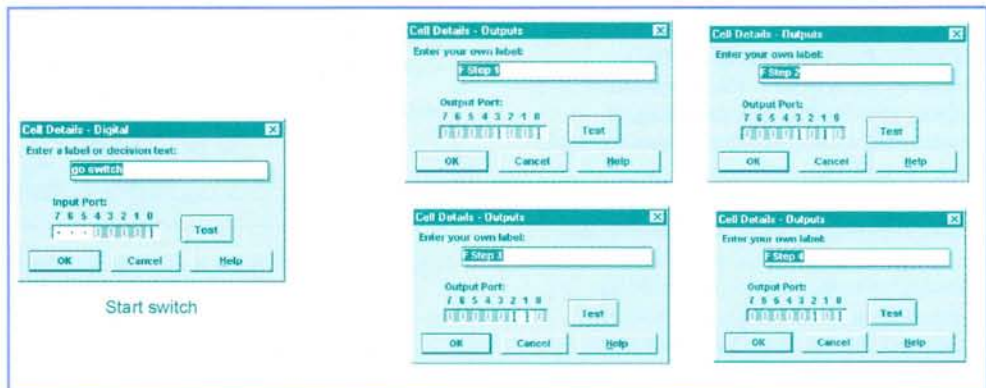 Cell Details - Digital
Enter a label or decision text:
go switch
Input Port:
7 6 5 4 3 2 1 0
Test
OK Cancel Help
Start switch
Cell Details - Outputs
Enter your own label:
F Step 1
Output Port:
7 6 5 4 3 2 1 0
Test
OK Cancel Help
Cell Details - Outputs
Enter your own label:
F Step 2
Output Port:
7 6 5 4 3 2 1 0
Test
OK Cancel Help
Cell Details - Outputs
Enter your own label:
F Step 3
Output Port:
7 6 5 4 3 2 1 0
Test
OK Cancel Help
Cell Details - Outputs
Enter your own label:
F Step 4
Output Port:
7 6 5 4 3 2 1 0
Test
OK Cancel Help